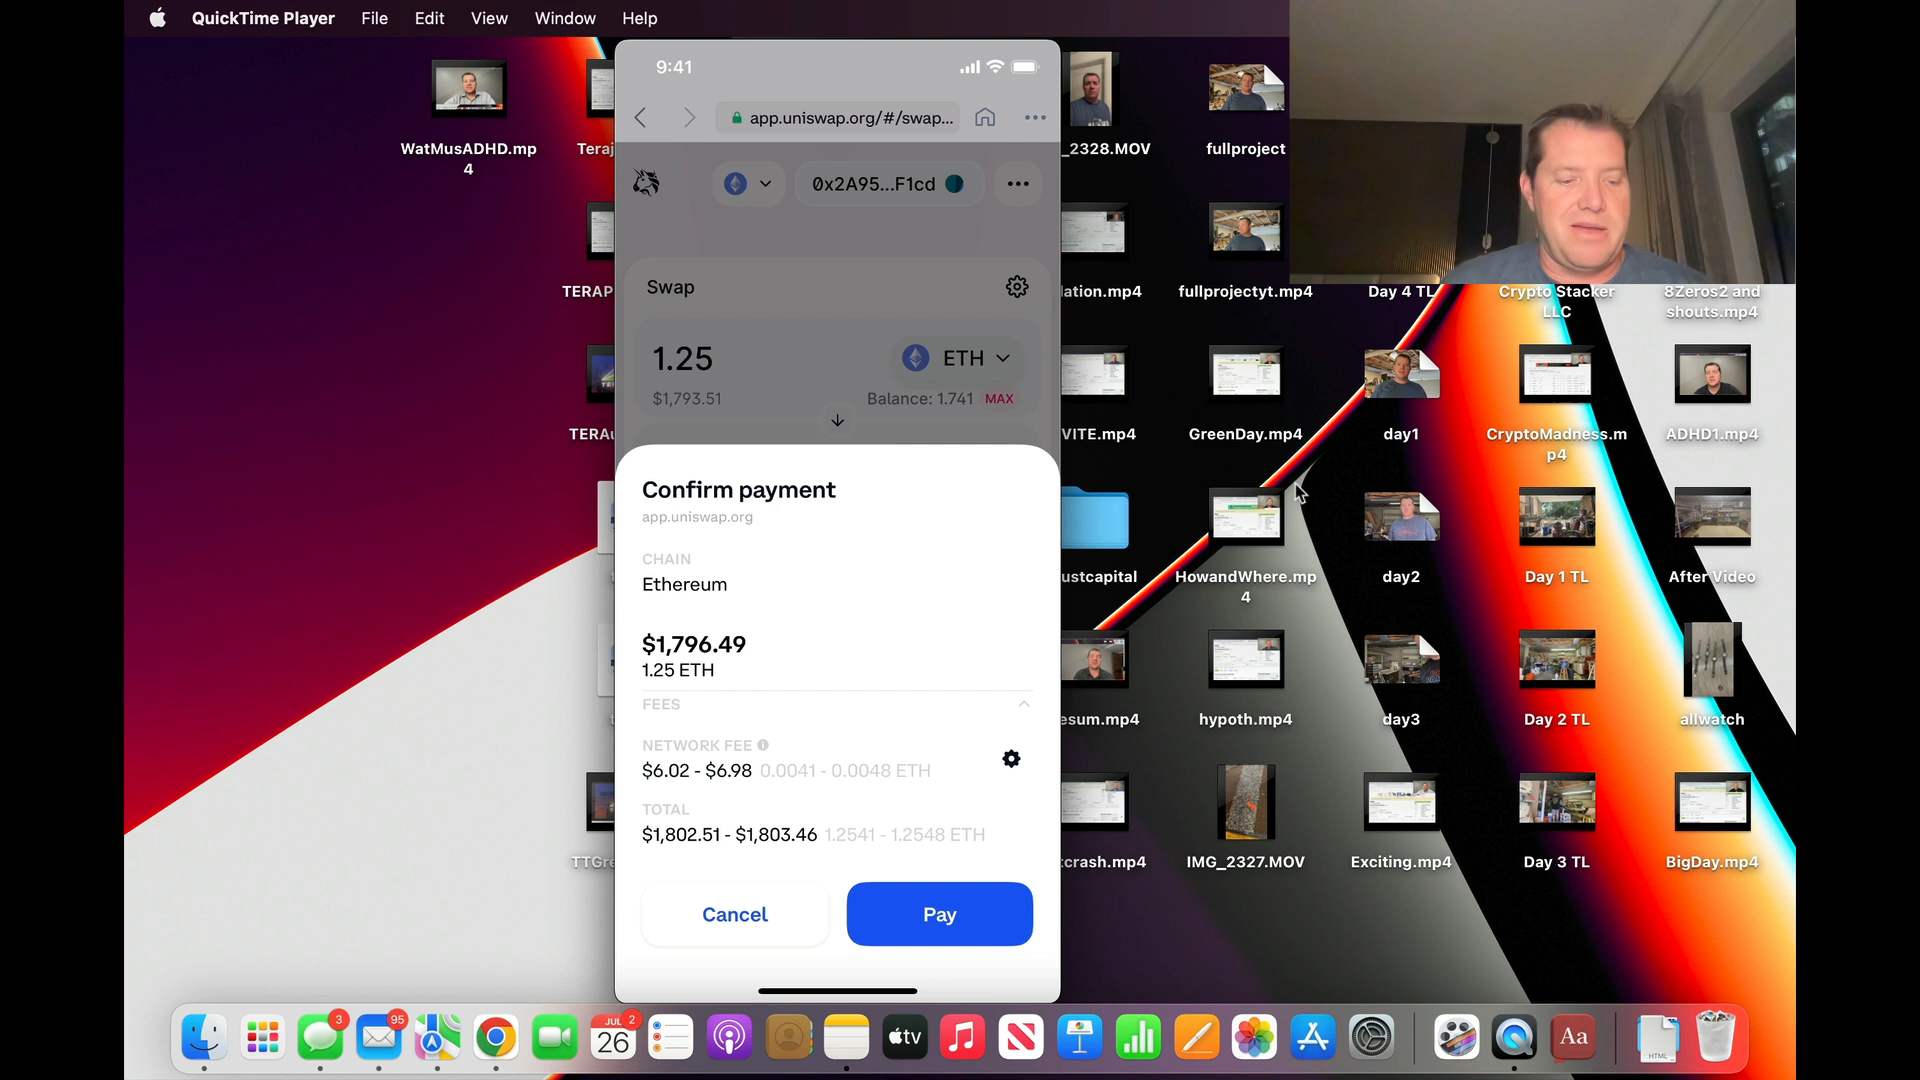 QuickTime Player File Edit View Window Help
9:41
app.uniswap.org/#/swap...
0x2A95...F1cd
Swap
1.25
ETH
$1,793.51
Balance: 1.741 MAX
Confirm payment
app.uniswap.org
CHAIN
Ethereum
$1,796.49
1.25 ETH
FEES
NETWORK FEE
$6.02 - $6.98 0.0041 - 0.0048 ETH
TOTAL
$1,802.51 - $1,803.46 1.2541 - 1.2548 ETH
Cancel
Pay
WatMusADHD.mp
4
Teraj
TERAP
TERAu
TTGre
_2328.MOV
lation.mp4
VITE.mp4
ustcapital
esum.mp4
crash.mp4
fullproject
fullprojectyt.mp4
GreenDay.mp4
HowandWhere.mp
4
hypoth.mp4
IMG_2327.MOV
Day 4 TL
day1
day2
day3
Exciting.mp4
Crypto Stacker
LLC
CryptoMadness.m
p4
Day 1 TL
Day 2 TL
Day 3 TL
8Zeros2 and
shouts.mp4
ADHD1.mp4
After Video
allwatch
BigDay.mp4
3
95
JUL
2
26
tv
Aa
HTML